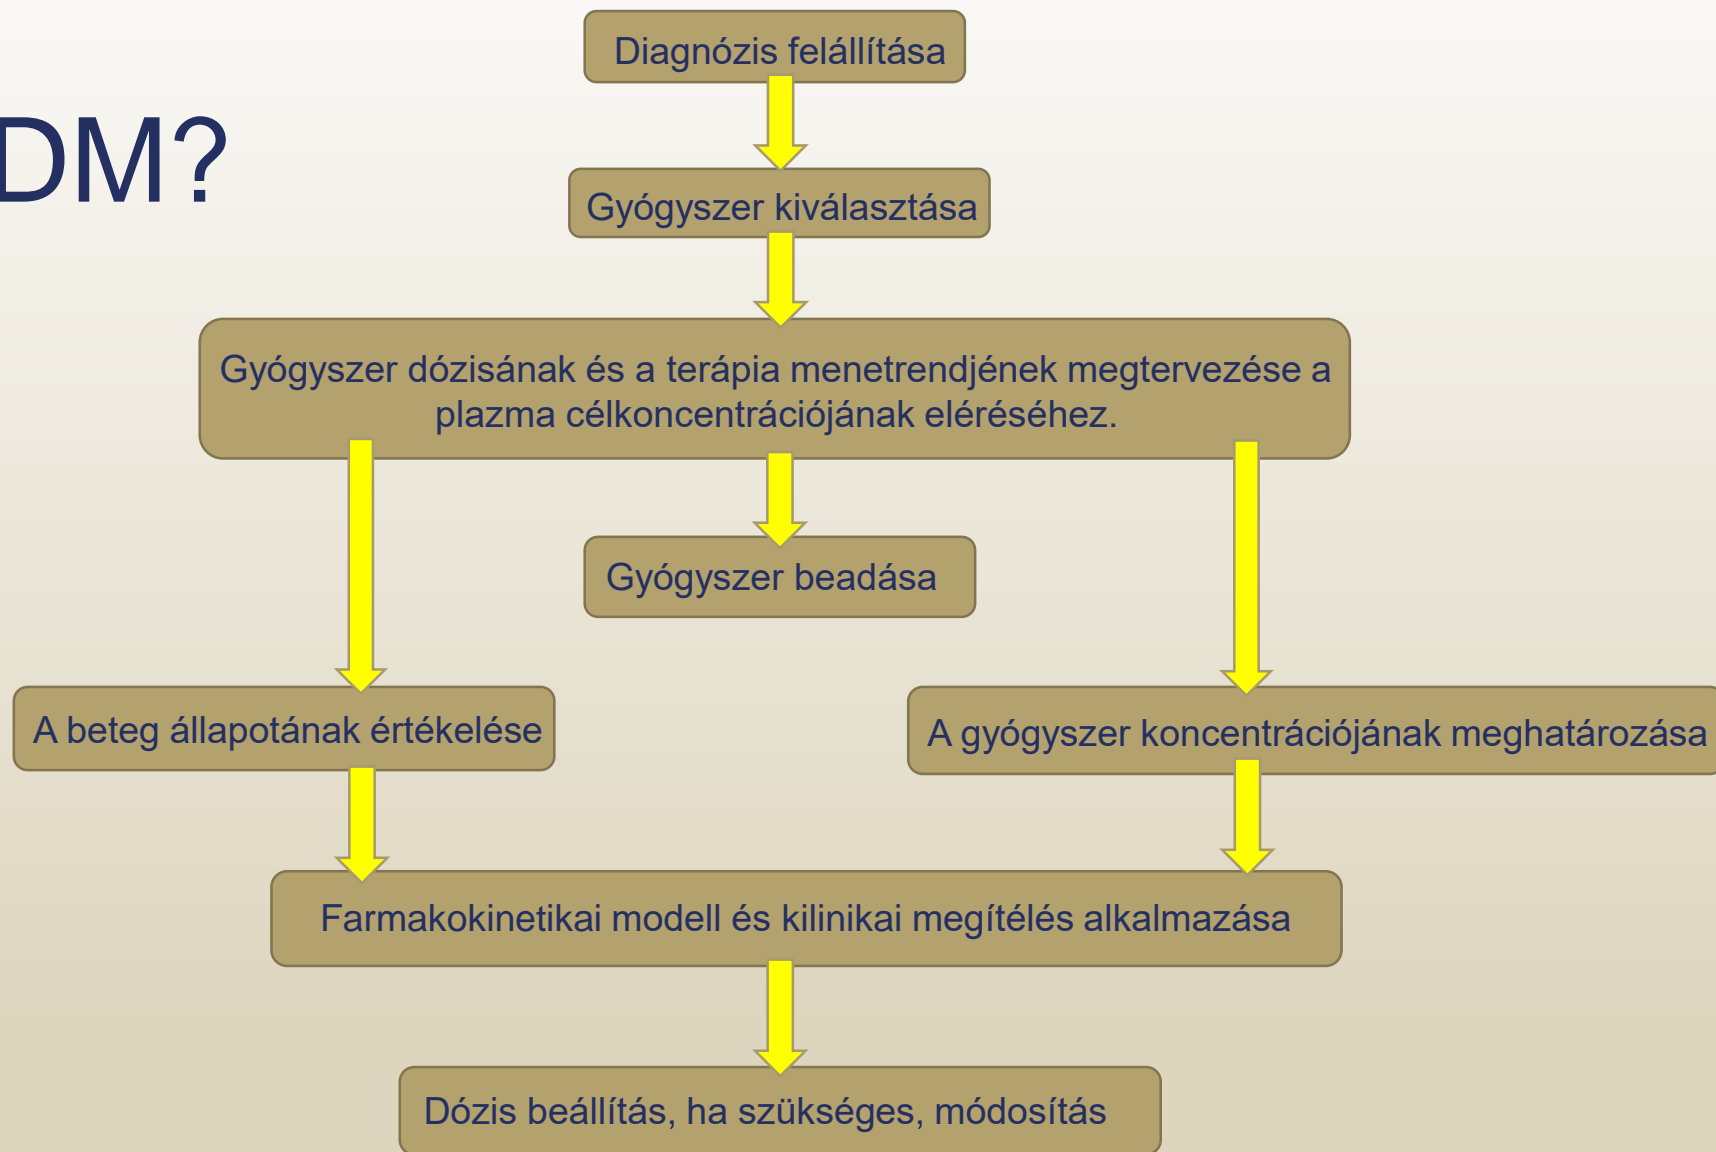 DM?
Diagnózis felállítása
Gyógyszer kiválasztása
Gyógyszer dózisának és a terápia menetrendjének megtervezése a
plazma célkoncentrációjának eléréséhez.
Gyógyszer beadása
A beteg állapotának értékelése
A gyógyszer koncentrációjának meghatározása
Farmakokinetikai modell és kilinikai megítélés alkalmazása
Dózis beállítás, ha szükséges, módosítás